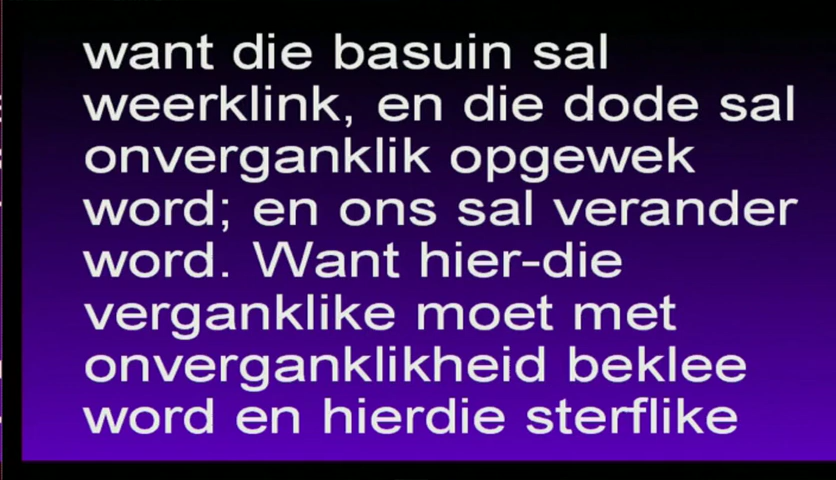 want die basuin sal
weerklink, en die dode sal
onverganklik opgewek
word; en ons sal verander
word. Want hier-die
verganklike moet met
onverganklikheid beklee
word en hierdie sterflike